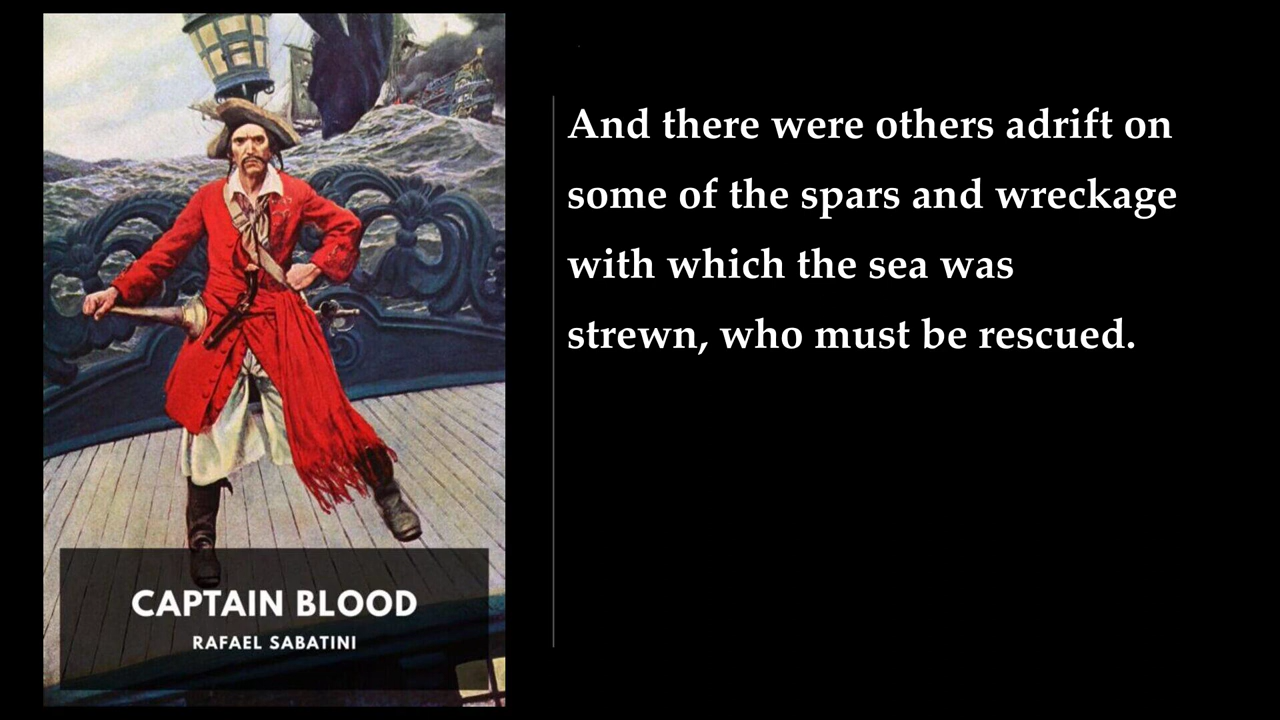 And there were others adrift on
some of the spars and wreckage
with which the sea was
strewn, who must be rescued.
CAPTAIN BLOOD
RAFAEL SABATINI